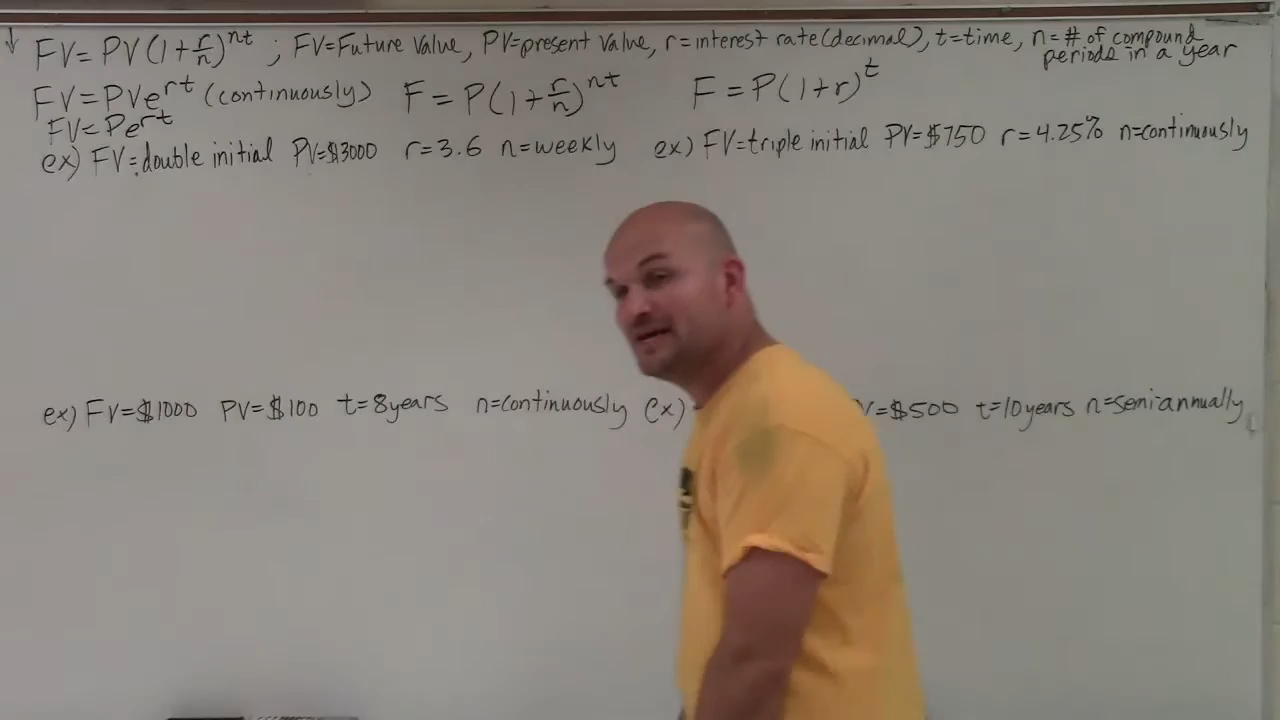 ↓ FV=PV(1+r/n)^nt ; FV=Future Value, PV=present value, r=interest rate(decimal), t=time, n=# of compound periods in a year
FV=PVe^rt (continuously) F=P(1+r/n)^nt F=P(1+r)^t
FV=Pe^rt
ex) FV=double initial PV=$3000 r=3.6 n=weekly ex) FV=triple initial PV=$750 r=4.25% n=continuously
ex) FV=$1000 PV=$100 t=8years n=continuously ex) V=$500 t=10years n=semi-annually